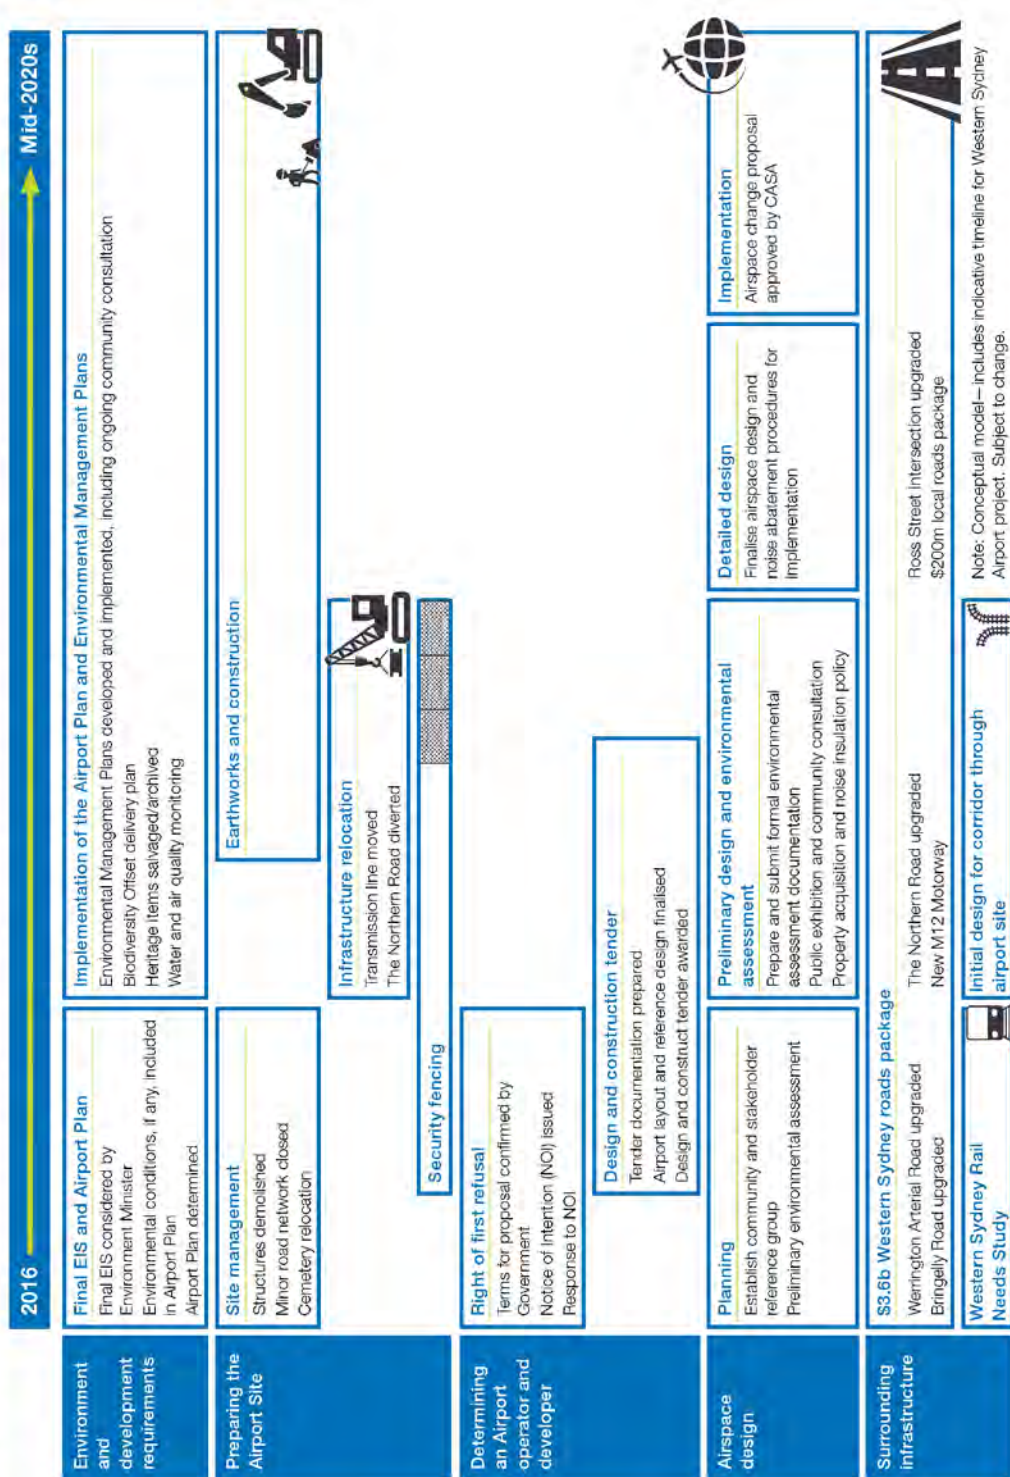 2016
Mid-2020s
Environment
and
development
requirements
Final EIS and Airport Plan
Final EIS considered by
Environment Minister
Environmental conditions, if any, included
in Airport Plan
Airport Plan determined
Implementation of the Airport Plan and Environmental Management Plans
Environmental Management Plans developed and implemented, including ongoing community consultation
Biodiversity Offset delivery plan
Heritage items salvaged/archived
Water and air quality monitoring
Preparing the
Airport Site
Site management
Structures demolished
Minor road network closed
Cemetery relocation
Earthworks and construction
Infrastructure relocation
Transmission line moved
The Northern Road diverted
Security fencing
Determining
an Airport
operator and
developer
Right of first refusal
Terms for proposal confirmed by
Government
Notice of Intention (NOI) issued
Response to NOI
Design and construction tender
Tender documentation prepared
Airport layout and reference design finalised
Design and construct tender awarded
Airspace
design
Planning
Establish community and stakeholder
reference group
Preliminary environmental assessment
Preliminary design and environmental
assessment
Prepare and submit formal environmental
assessment documentation
Public exhibition and community consultation
Property acquisition and noise insulation policy
Detailed design
Finalise airspace design and
noise abatement procedures for
implementation
Implementation
Airspace change proposal
approved by CASA
Surrounding
infrastructure
$3.6b Western Sydney roads package
Werrington Arterial Road upgraded
Bringelly Road upgraded
The Northern Road upgraded
New M12 Motorway
Ross Street intersection upgraded
$200m local roads package
Western Sydney Rail
Needs Study
Initial design for corridor through
airport site
Note: Conceptual model—includes indicative timeline for Western Sydney
Airport project. Subject to change.